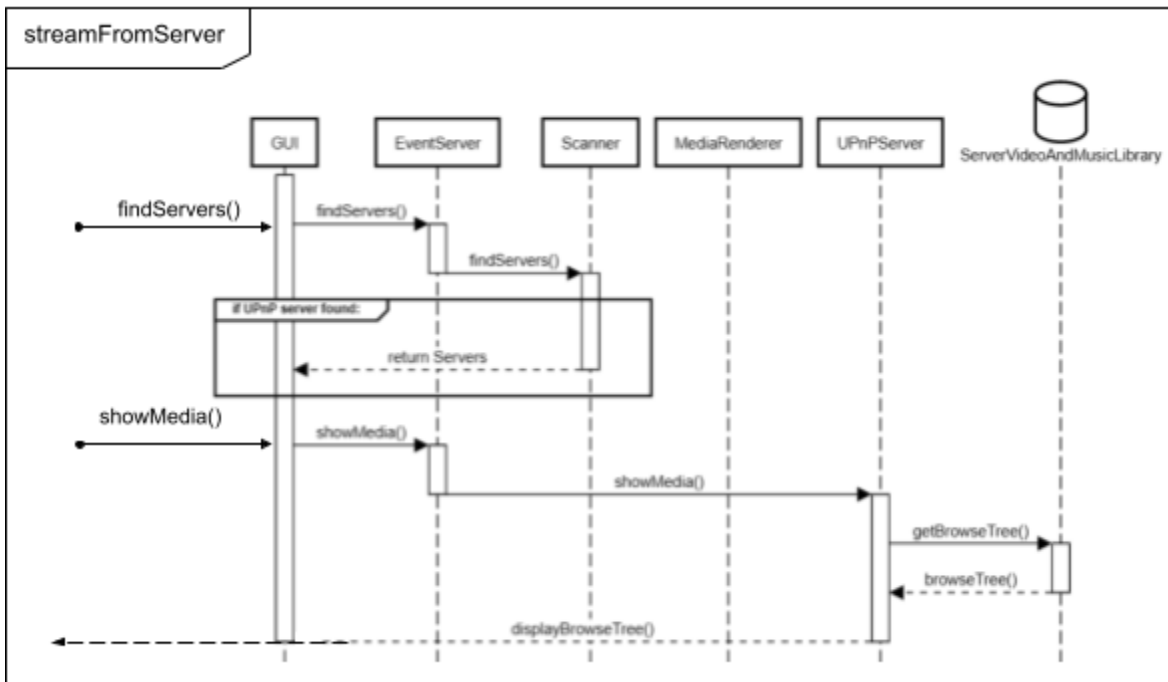 streamFromServer
GUI
EventServer
Scanner
MediaRenderer
UPnPServer
ServerVideoAndMusicLibrary
findServers()
findServers()
findServers()
if UPnP server found:
return Servers
showMedia()
showMedia()
showMedia()
getBrowseTree()
browseTree()
displayBrowseTree()